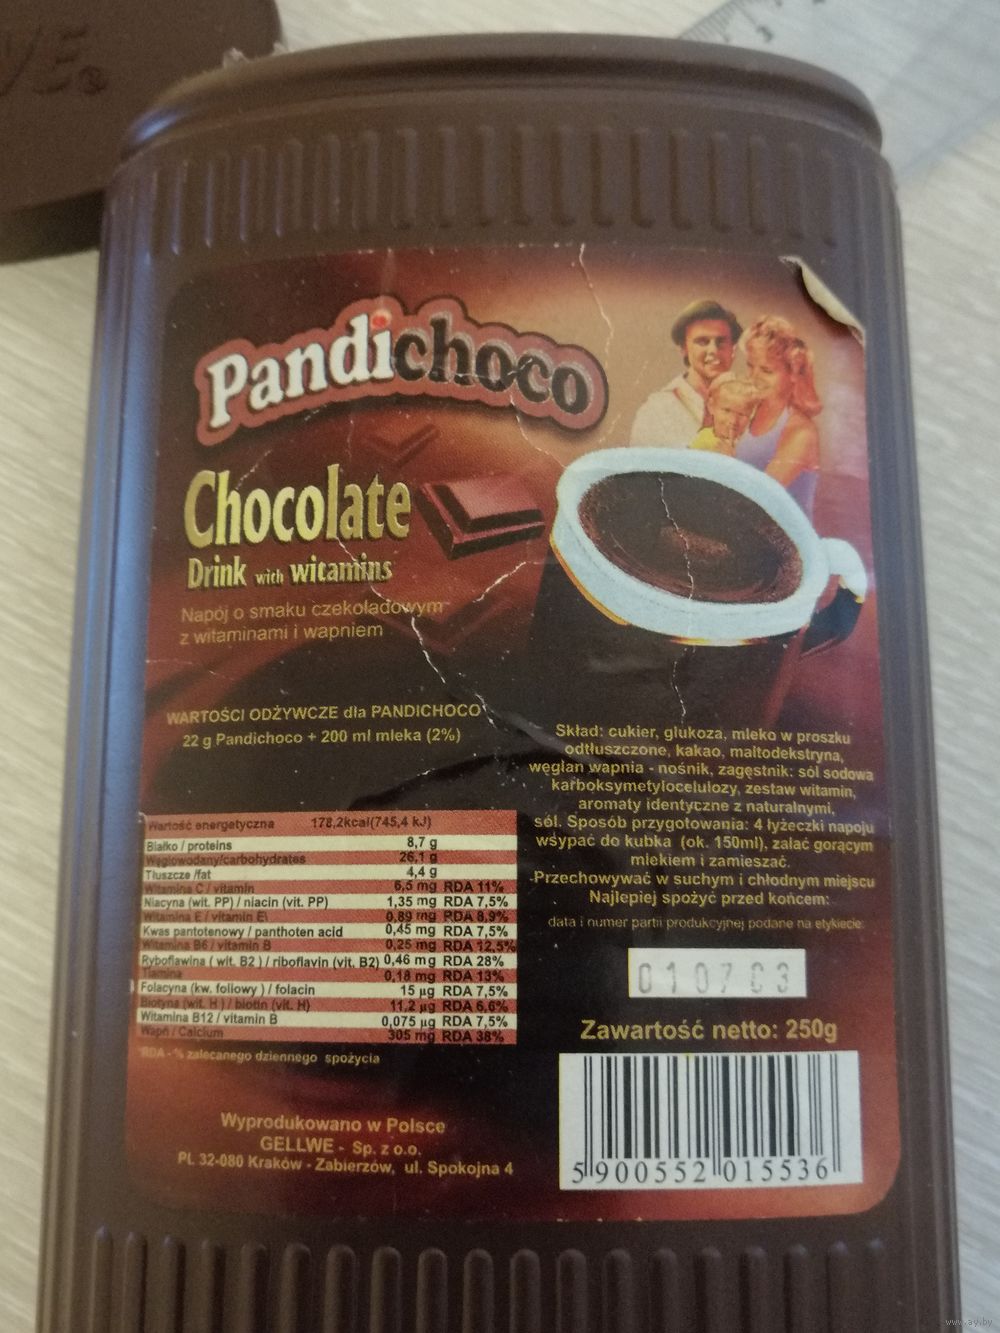 VE®
Pandichoco
Chocolate
Drink with witamins
Napój o smaku czekoladowym
z witaminami i wapniem
WARTOŚCI ODŻYWCZE dla PANDICHOCO
22 g Pandichoco + 200 ml mleka (2%)
Wartość energetyczna 178,2kcal(745,4 kJ)
Białko / proteins 8,7 g
Węglowodany/carbohydrates 26,1 g
Tłuszcze /fat 4,4 g
Witamina C / vitamin 6,5 mg RDA 11%
Niacyna (wit. PP) / niacin (vit. PP) 1,35 mg RDA 7,5%
Witamina E / vitamin E\ 0,89 mg RDA 8,9%
Kwas pantotenowy / panthoten acid 0,45 mg RDA 7,5%
Witamina B6 / vitamin B 0,25 mg RDA 12,5%
Ryboflawina ( wit. B2 ) / riboflavin (vit. B2) 0,46 mg RDA 28%
Tiamina 0,18 mg RDA 13%
Folacyna (kw. foliowy ) / folacin 15 µg RDA 7,5%
Biotyna (wit. H ) / biotin (vit. H) 11,2 µg RDA 6,6%
Witamina B12 / vitamin B 0,075 µg RDA 7,5%
Wapń / Calcium 305 mg RDA 38%
*RDA - % zalecanego dziennego spożycia
Wyprodukowano w Polsce
GELLWE - Sp. z o.o.
PL 32-080 Kraków - Zabierzów, ul. Spokojna 4
Skład: cukier, glukoza, mleko w proszku
odtłuszczone, kakao, maltodekstryna,
węglan wapnia - nośnik, zagęstnik: sól sodowa
karboksymetylocelulozy, zestaw witamin,
aromaty identyczne z naturalnymi,
sól. Sposób przygotowania: 4 łyżeczki napoju
wsypać do kubka (ok. 150ml), zalać gorącym
mlekiem i zamieszać.
Przechowywać w suchym i chłodnym miejscu
Najlepiej spożyć przed końcem:
data i numer partii produkcyjnej podane na etykiecie:
010703
Zawartość netto: 250g
5 900552 015536
www.ay.by